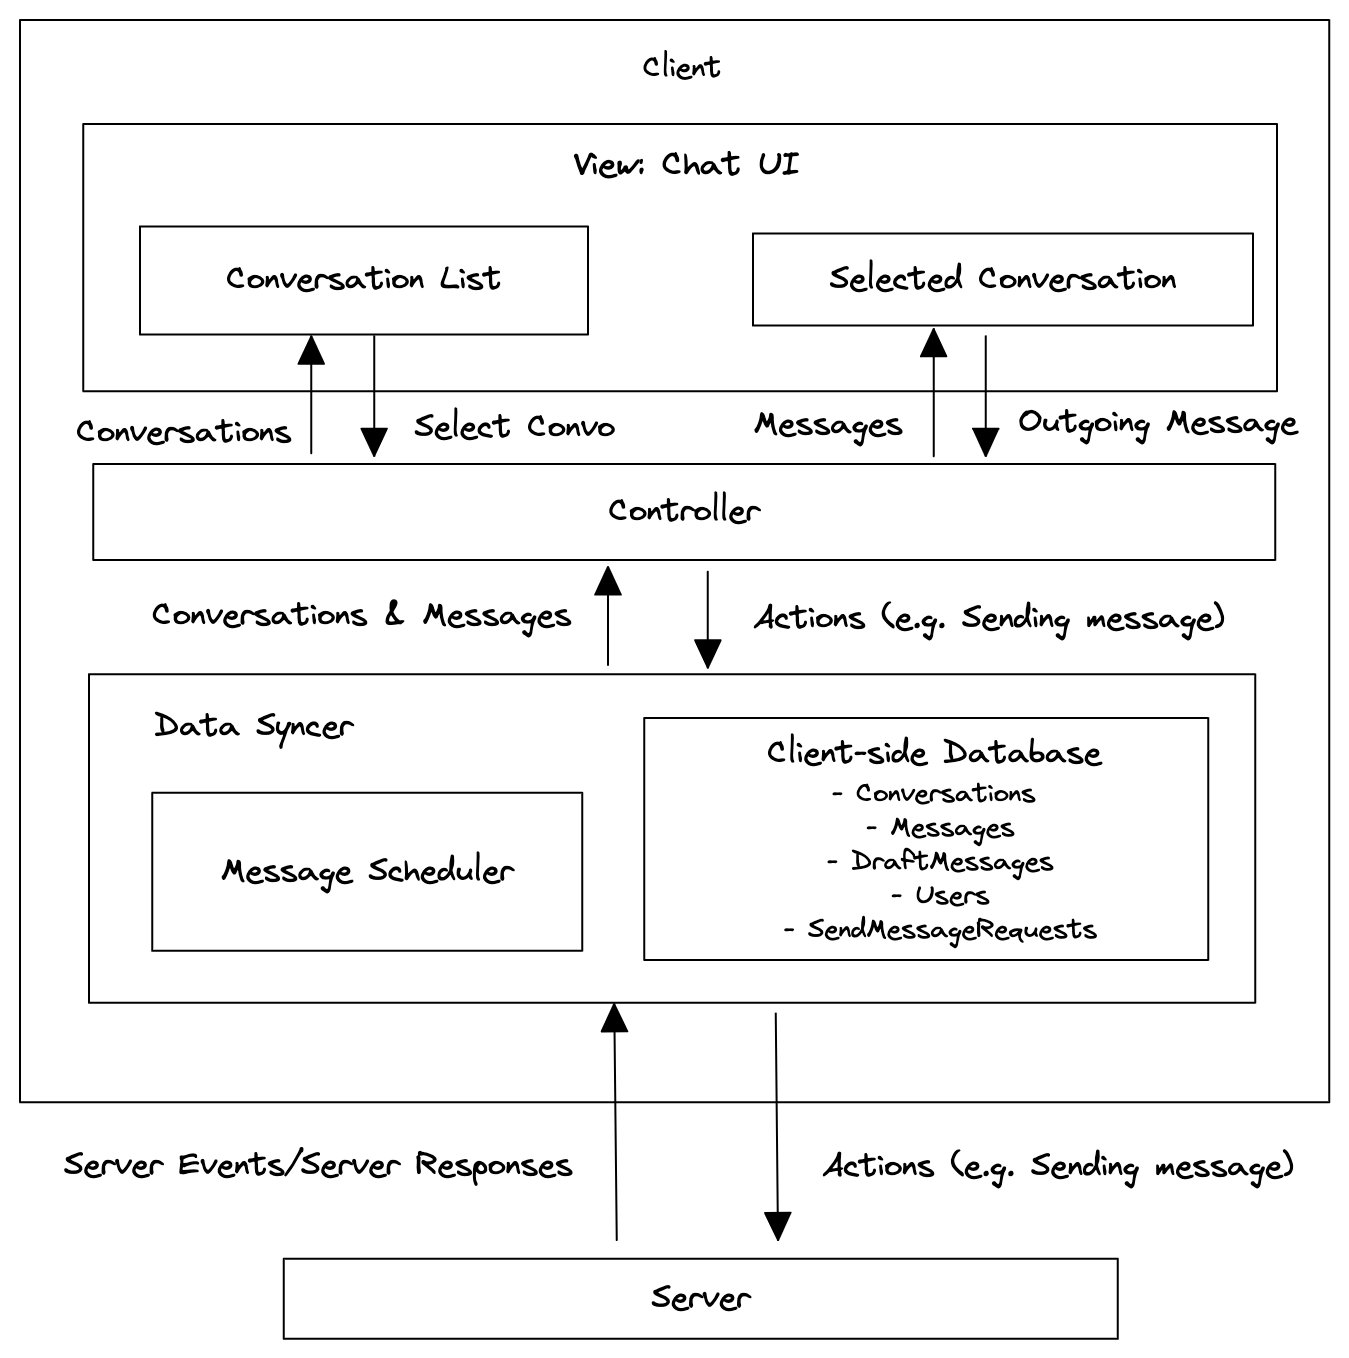 Client
View: Chat UI
Conversation List
Selected Conversation
Conversations
Select Convo
Messages
Outgoing Message
Controller
Conversations & Messages
Actions (e.g. Sending message)
Data Syncer
Message Scheduler
Client-side Database
- Conversations
- Messages
- DraftMessages
- Users
- SendMessageRequests
Server Events/Server Responses
Actions (e.g. Sending message)
Server